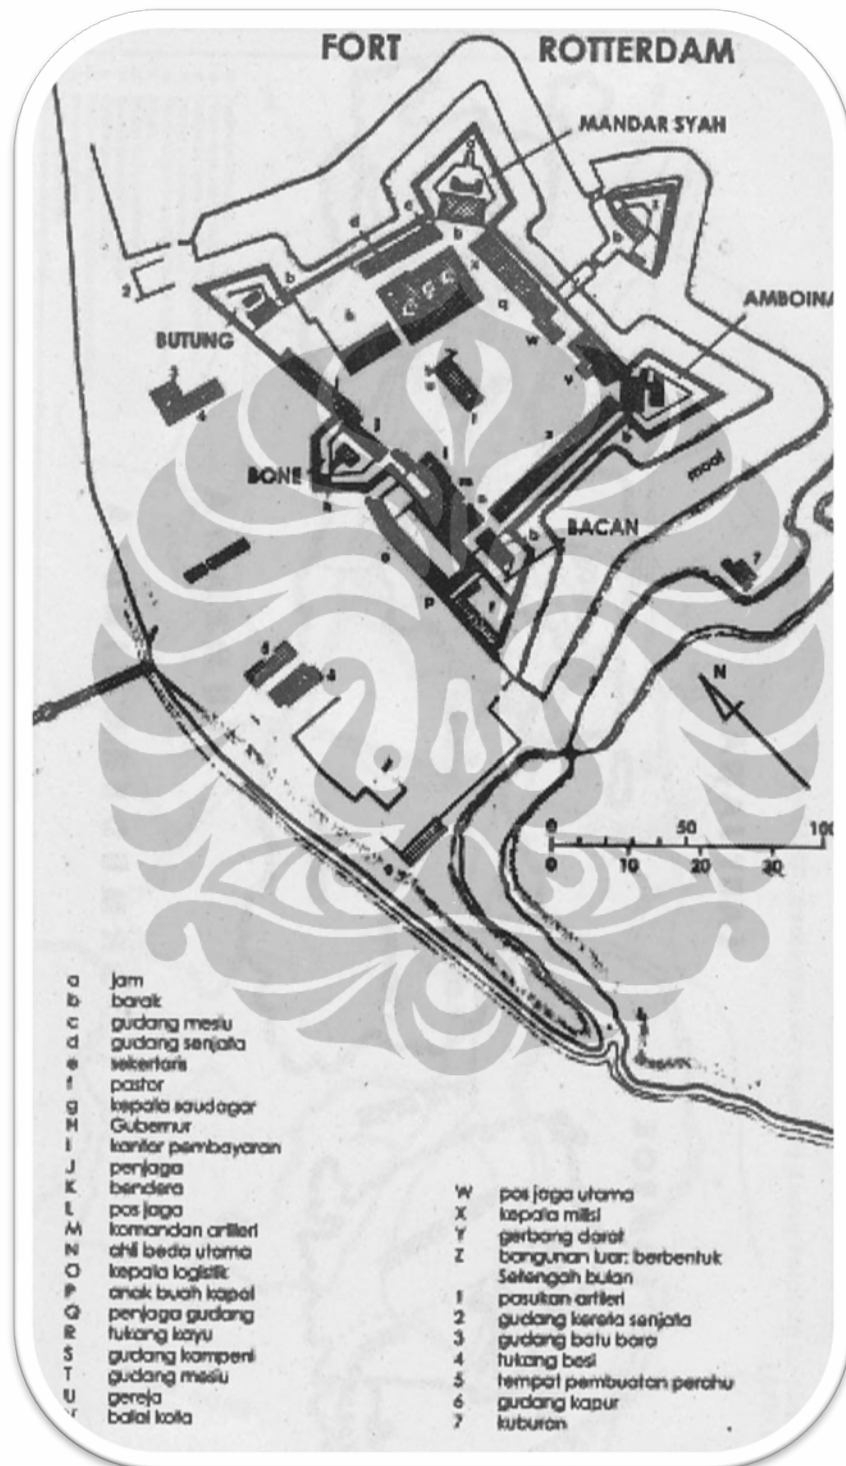 FORT ROTTERDAM
MANDAR SYAH
AMBOINA
BUTUNG
BONE
BACAN
moat
N
0 50 100
0 10 20 30
a jam
b barak
c gudang mesiu
d gudang senjata
e sekertaris
f pastor
g kepala saudagar
H Gubernur
I kantor pembayaran
J penjaga
K bendera
L pos jaga
M komandan artileri
N ahli beda utama
O kepala logistik
P anak buah kapal
Q penjaga gudang
R tukang kayu
S gudang kompeni
T gudang mesiu
U gereja
V balai kota
W pos jaga utama
X kepala milisi
Y gerbang darat
Z bangunan luar: berbentuk
Setengah bulan
1 pasukan artileri
2 gudang kereta senjata
3 gudang batu bara
4 tukang besi
5 tempat pembuatan perahu
6 gudang kapur
7 kuburan